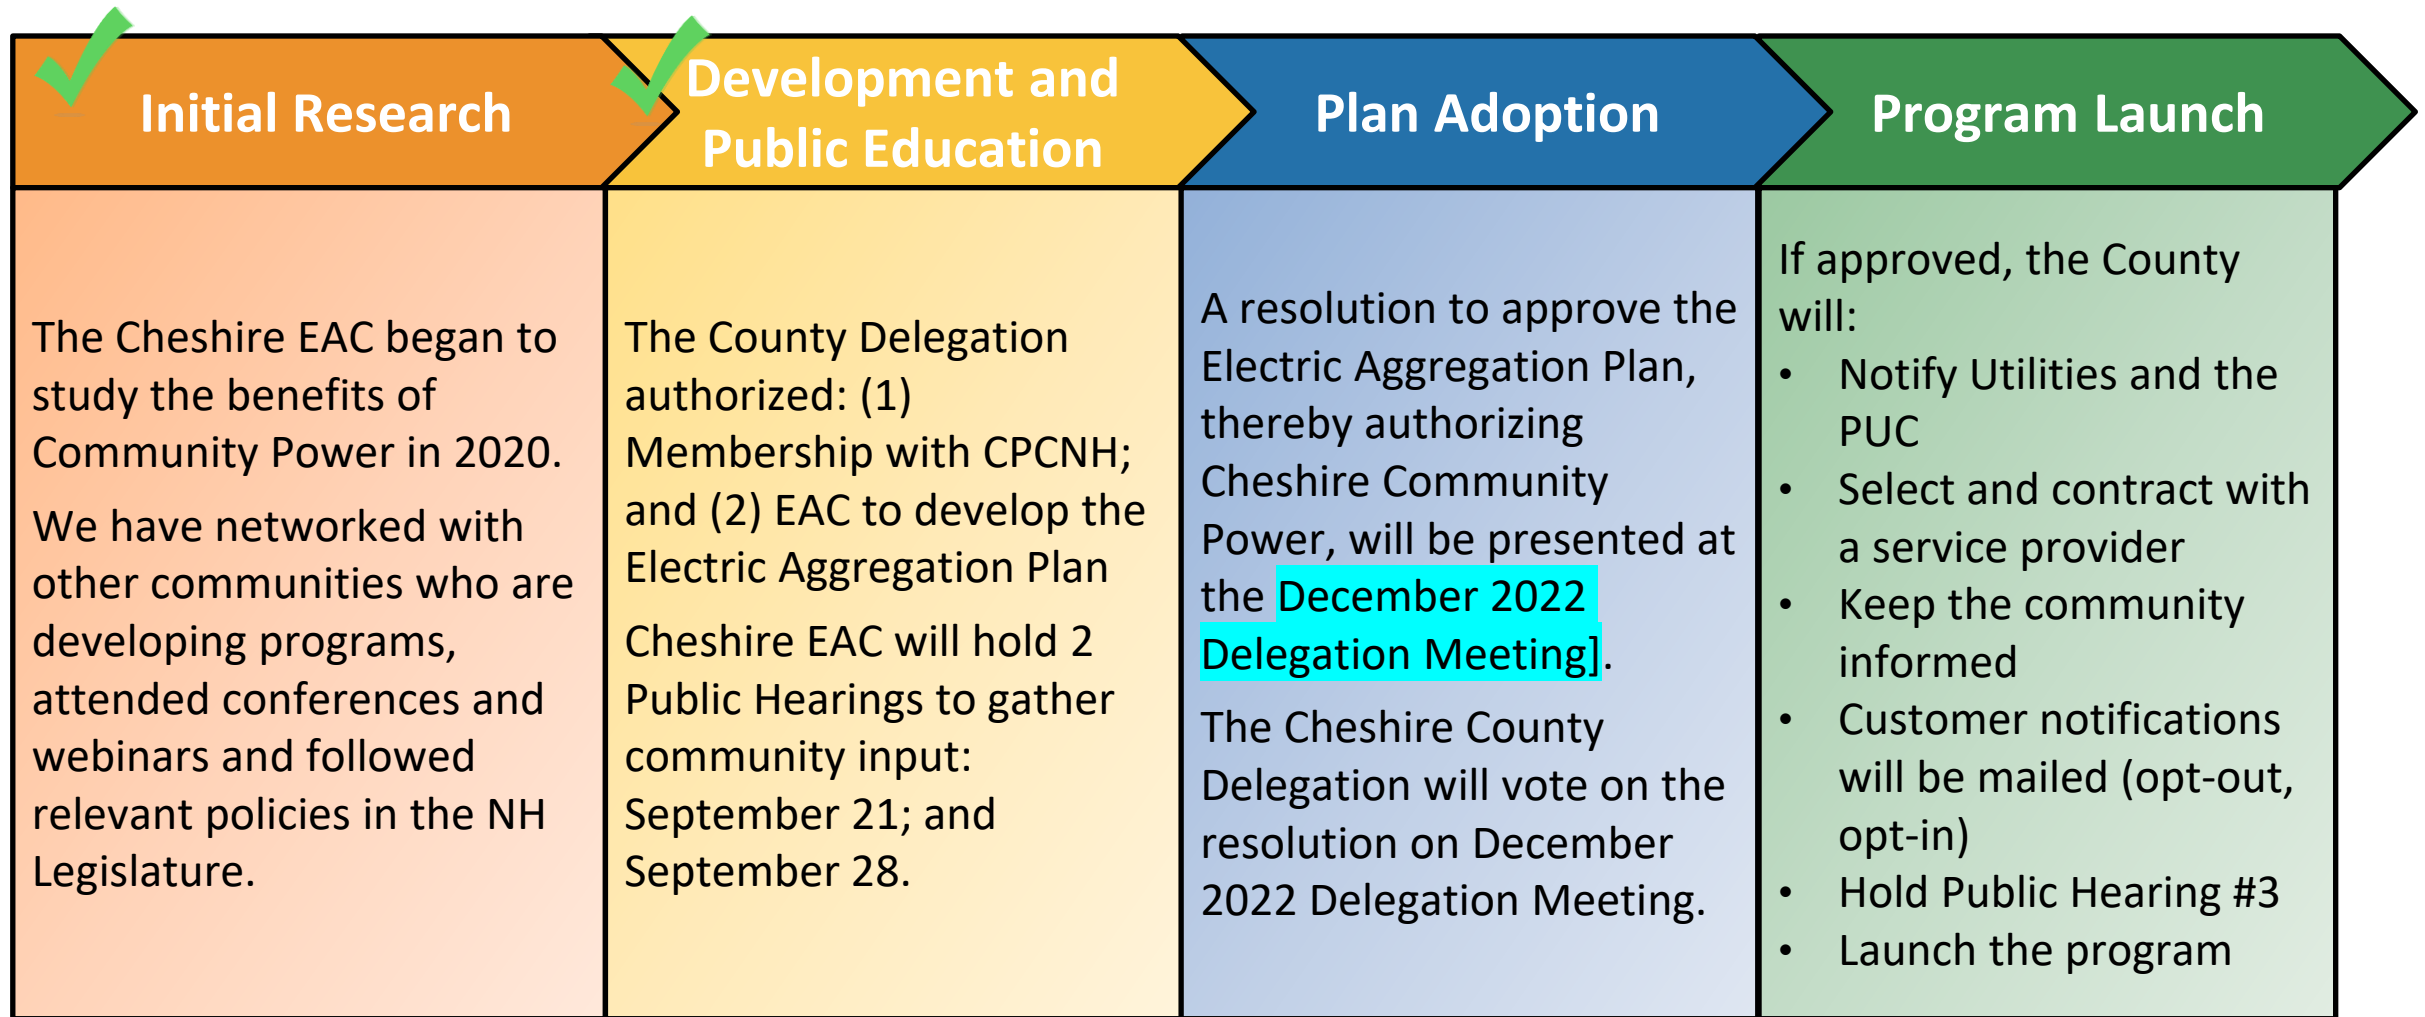 Initial Research
Development and
Public Education
Plan Adoption
Program Launch
The Cheshire EAC began to
study the benefits of
Community Power in 2020.
We have networked with
other communities who are
developing programs,
attended conferences and
webinars and followed
relevant policies in the NH
Legislature.
The County Delegation
authorized: (1)
Membership with CPCNH;
and (2) EAC to develop the
Electric Aggregation Plan
Cheshire EAC will hold 2
Public Hearings to gather
community input:
September 21; and
September 28.
A resolution to approve the
Electric Aggregation Plan,
thereby authorizing
Cheshire Community
Power, will be presented at
the December 2022
Delegation Meeting].
The Cheshire County
Delegation will vote on the
resolution on December
2022 Delegation Meeting.
If approved, the County
will:
• Notify Utilities and the
PUC
• Select and contract with
a service provider
• Keep the community
informed
• Customer notifications
will be mailed (opt-out,
opt-in)
• Hold Public Hearing #3
• Launch the program